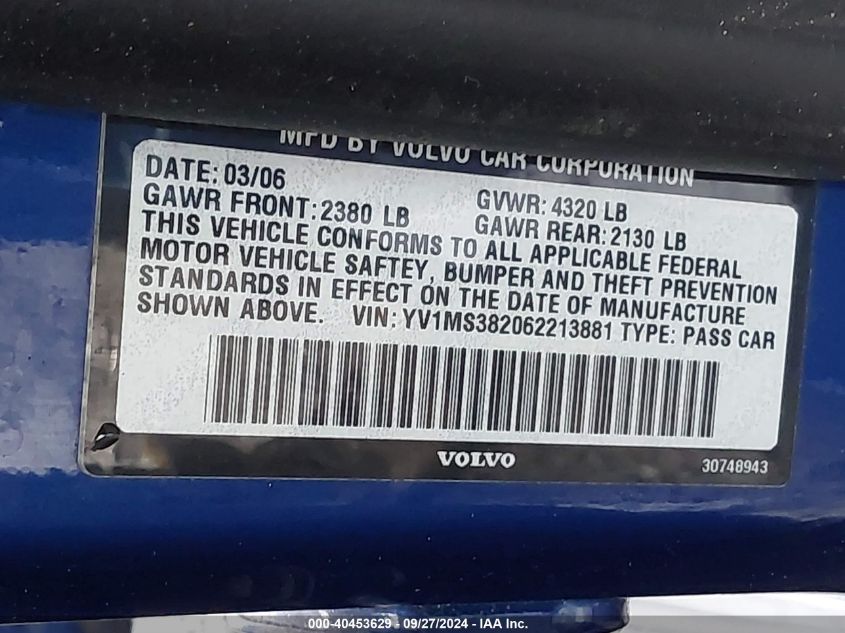 MFD BY VOLVO CAR CORPORATION
DATE: 03/06 GVWR: 4320 LB
GAWR FRONT: 2380 LB GAWR REAR: 2130 LB
THIS VEHICLE CONFORMS TO ALL APPLICABLE FEDERAL
MOTOR VEHICLE SAFTEY, BUMPER AND THEFT PREVENTION
STANDARDS IN EFFECT ON THE DATE OF MANUFACTURE
SHOWN ABOVE. VIN: YV1MS382062213881 TYPE: PASS CAR
VOLVO
30748943
000-40453629 - 09/27/2024 - IAA Inc.